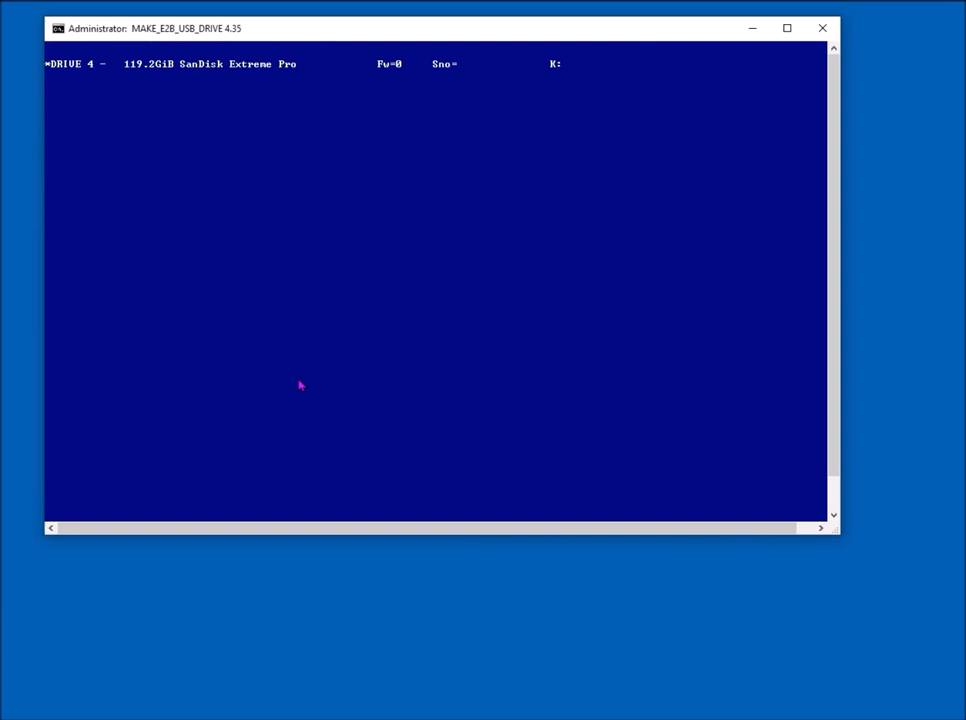 Administrator: MAKE_E2B_USB_DRIVE 4.35
*DRIVE 4 - 119.2GiB SanDisk Extreme Pro Fw=0 Sno= K: